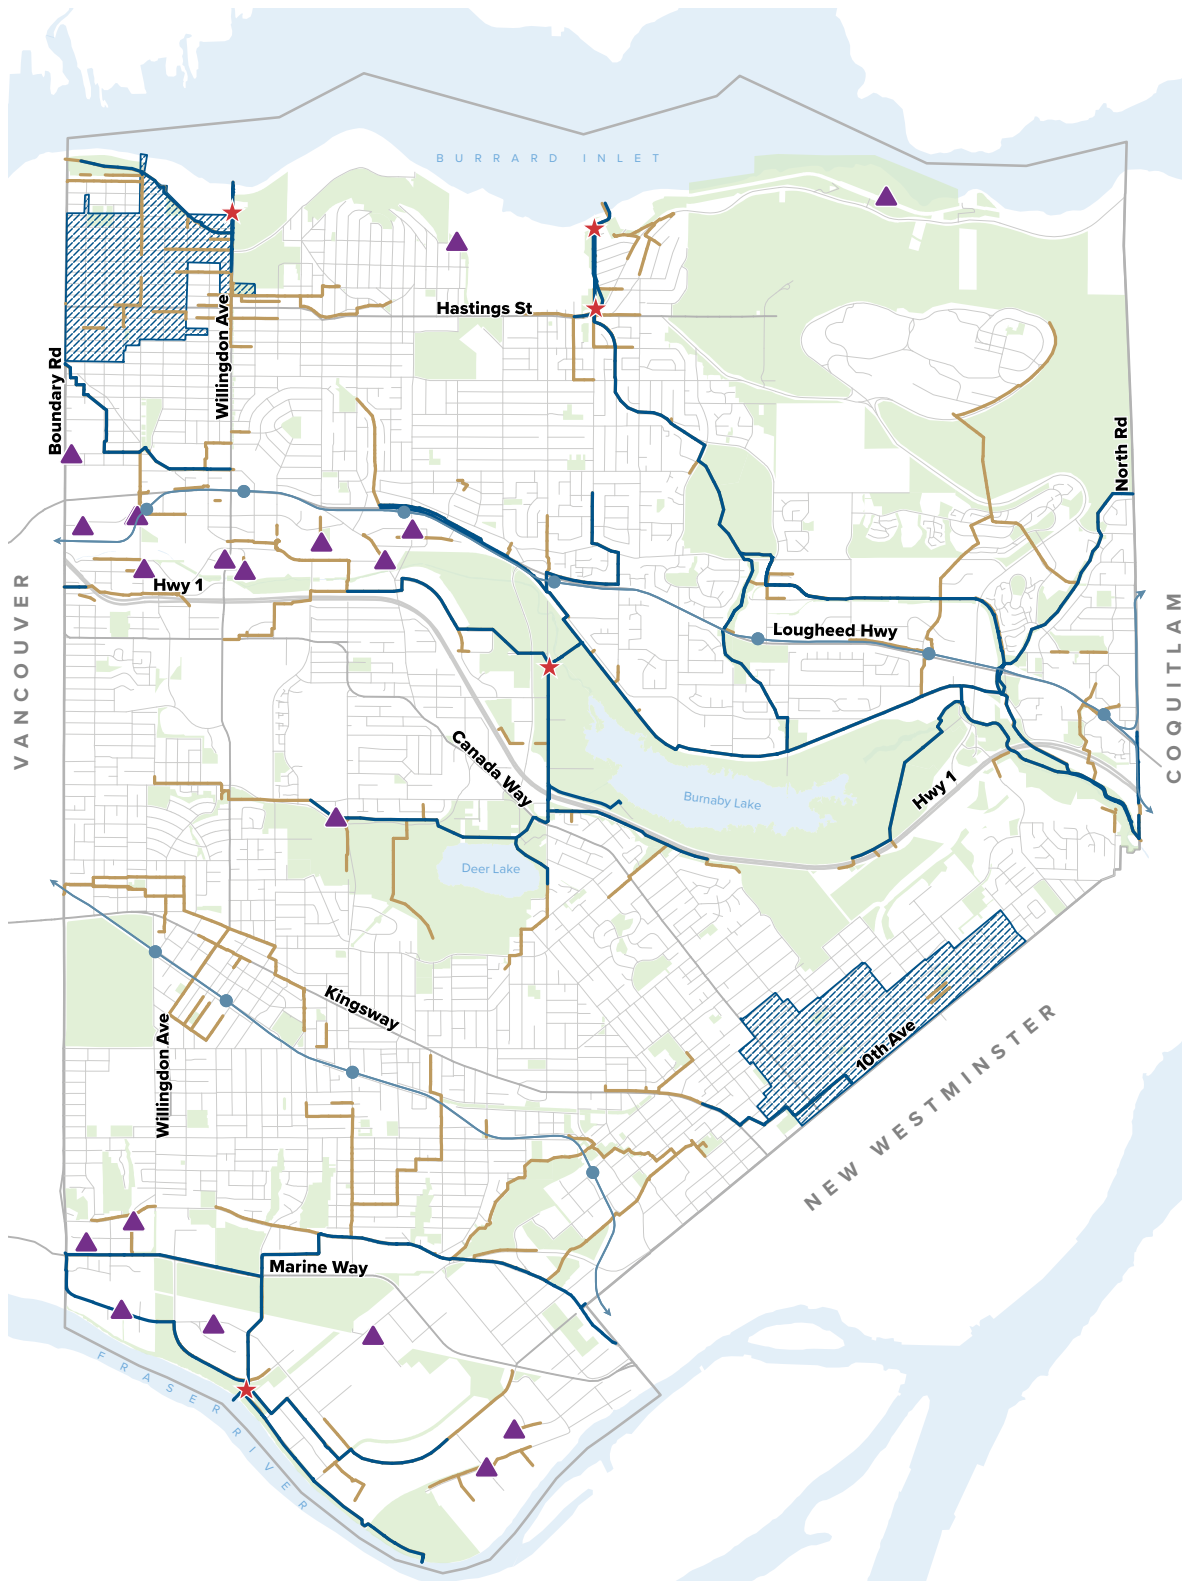 BURRARD INLET
Hastings St
Willingdon Ave
Boundary Rd
North Rd
VANCOUVER
Hwy 1
Lougheed Hwy
COQUITLAM
Canada Way
Burnaby Lake
Hwy 1
Deer Lake
Kingsway
Willingdon Ave
10th Ave
NEW WESTMINSTER
Marine Way
FRASER RIVER